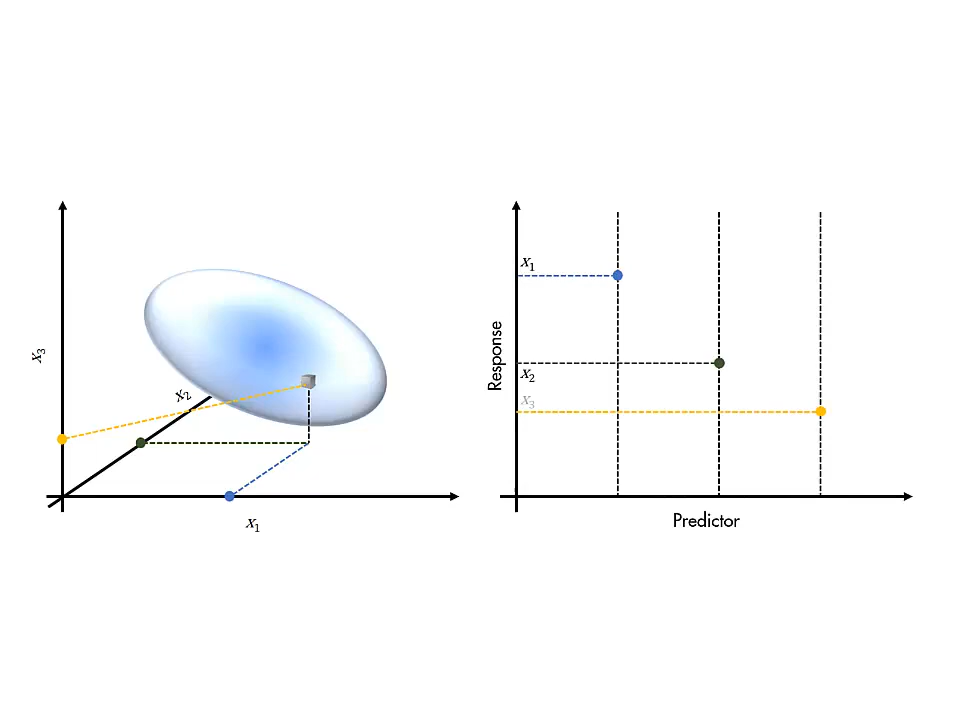 x₃
x₂
x₁
Response
x₁
x₂
x₃
Predictor